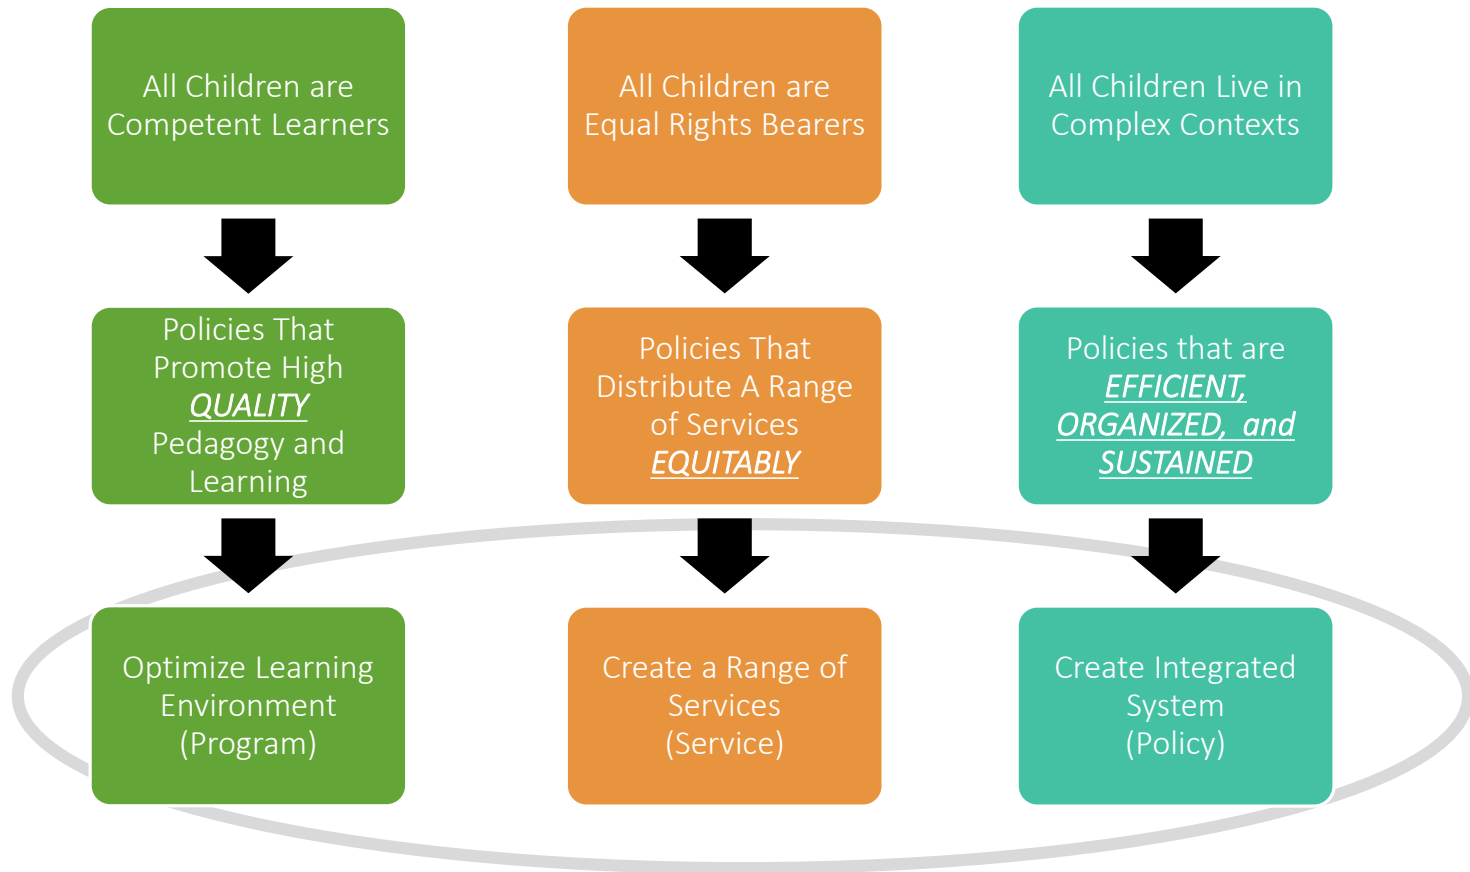 All Children are
Competent Learners
All Children are
Equal Rights Bearers
All Children Live in
Complex Contexts
Policies That
Promote High
QUALITY
Pedagogy and
Learning
Policies That
Distribute A Range
of Services
EQUITABLY
Policies that are
EFFICIENT,
ORGANIZED, and
SUSTAINED
Optimize Learning
Environment
(Program)
Create a Range of
Services
(Service)
Create Integrated
System
(Policy)